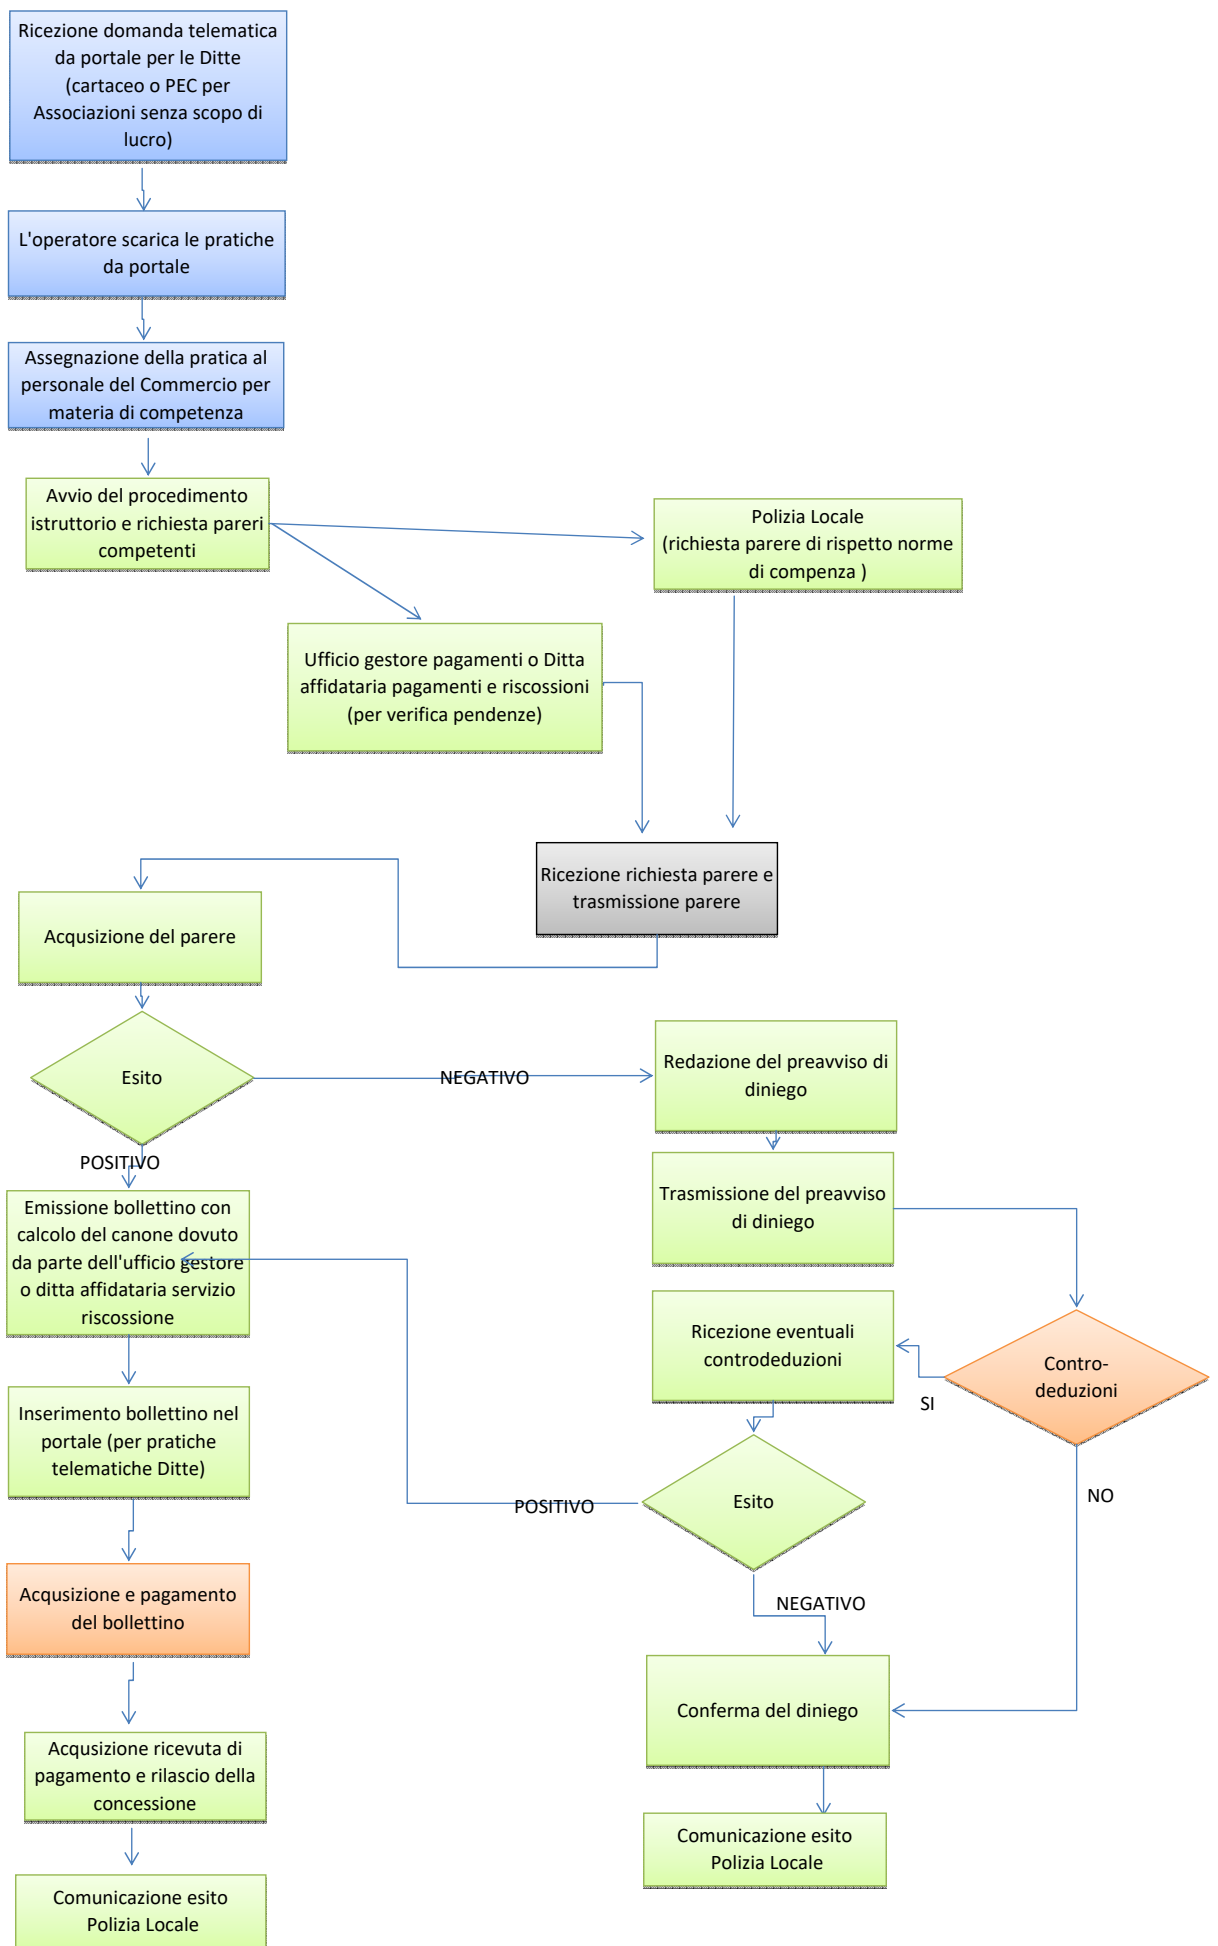 Ricezione domanda telematica
da portale per le Ditte
(cartaceo o PEC per
Associazioni senza scopo di
lucro)
L'operatore scarica le pratiche
da portale
Assegnazione della pratica al
personale del Commercio per
materia di competenza
Avvio del procedimento
istruttorio e richiesta pareri
competenti
Polizia Locale
(richiesta parere di rispetto norme
di compenza )
Ufficio gestore pagamenti o Ditta
affidataria pagamenti e riscossioni
(per verifica pendenze)
Ricezione richiesta parere e
trasmissione parere
Acqusizione del parere
Esito
NEGATIVO
Redazione del preavviso di
diniego
POSITIVO
Trasmissione del preavviso
di diniego
Emissione bollettino con
calcolo del canone dovuto
da parte dell'ufficio gestore
o ditta affidataria servizio
riscossione
Ricezione eventuali
controdeduzioni
Contro-
deduzioni
SI
NO
Inserimento bollettino nel
portale (per pratiche
telematiche Ditte)
POSITIVO
Esito
NEGATIVO
Acqusizione e pagamento
del bollettino
Conferma del diniego
Acqusizione ricevuta di
pagamento e rilascio della
concessione
Comunicazione esito
Polizia Locale
Comunicazione esito
Polizia Locale